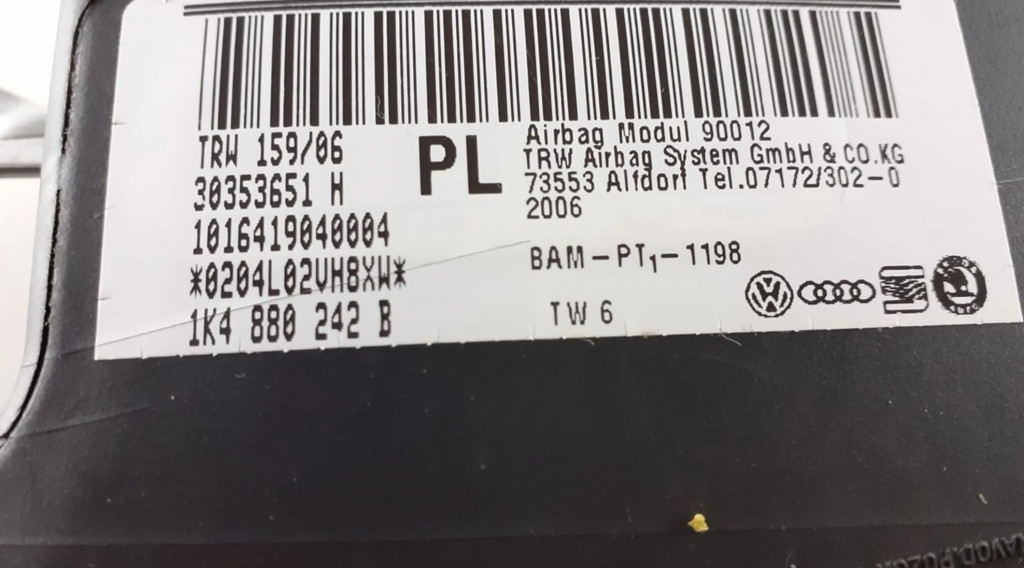 TRW 159/06
30353651 H
1016419040004
*0204L02VH8XW*
1K4 880 242 B
PL
Airbag Modul 90012
TRW Airbag System GmbH & CO.KG
73553 Alfdorf Tel.07172/302-0
2006
BAM-PT1-1198
TW 6